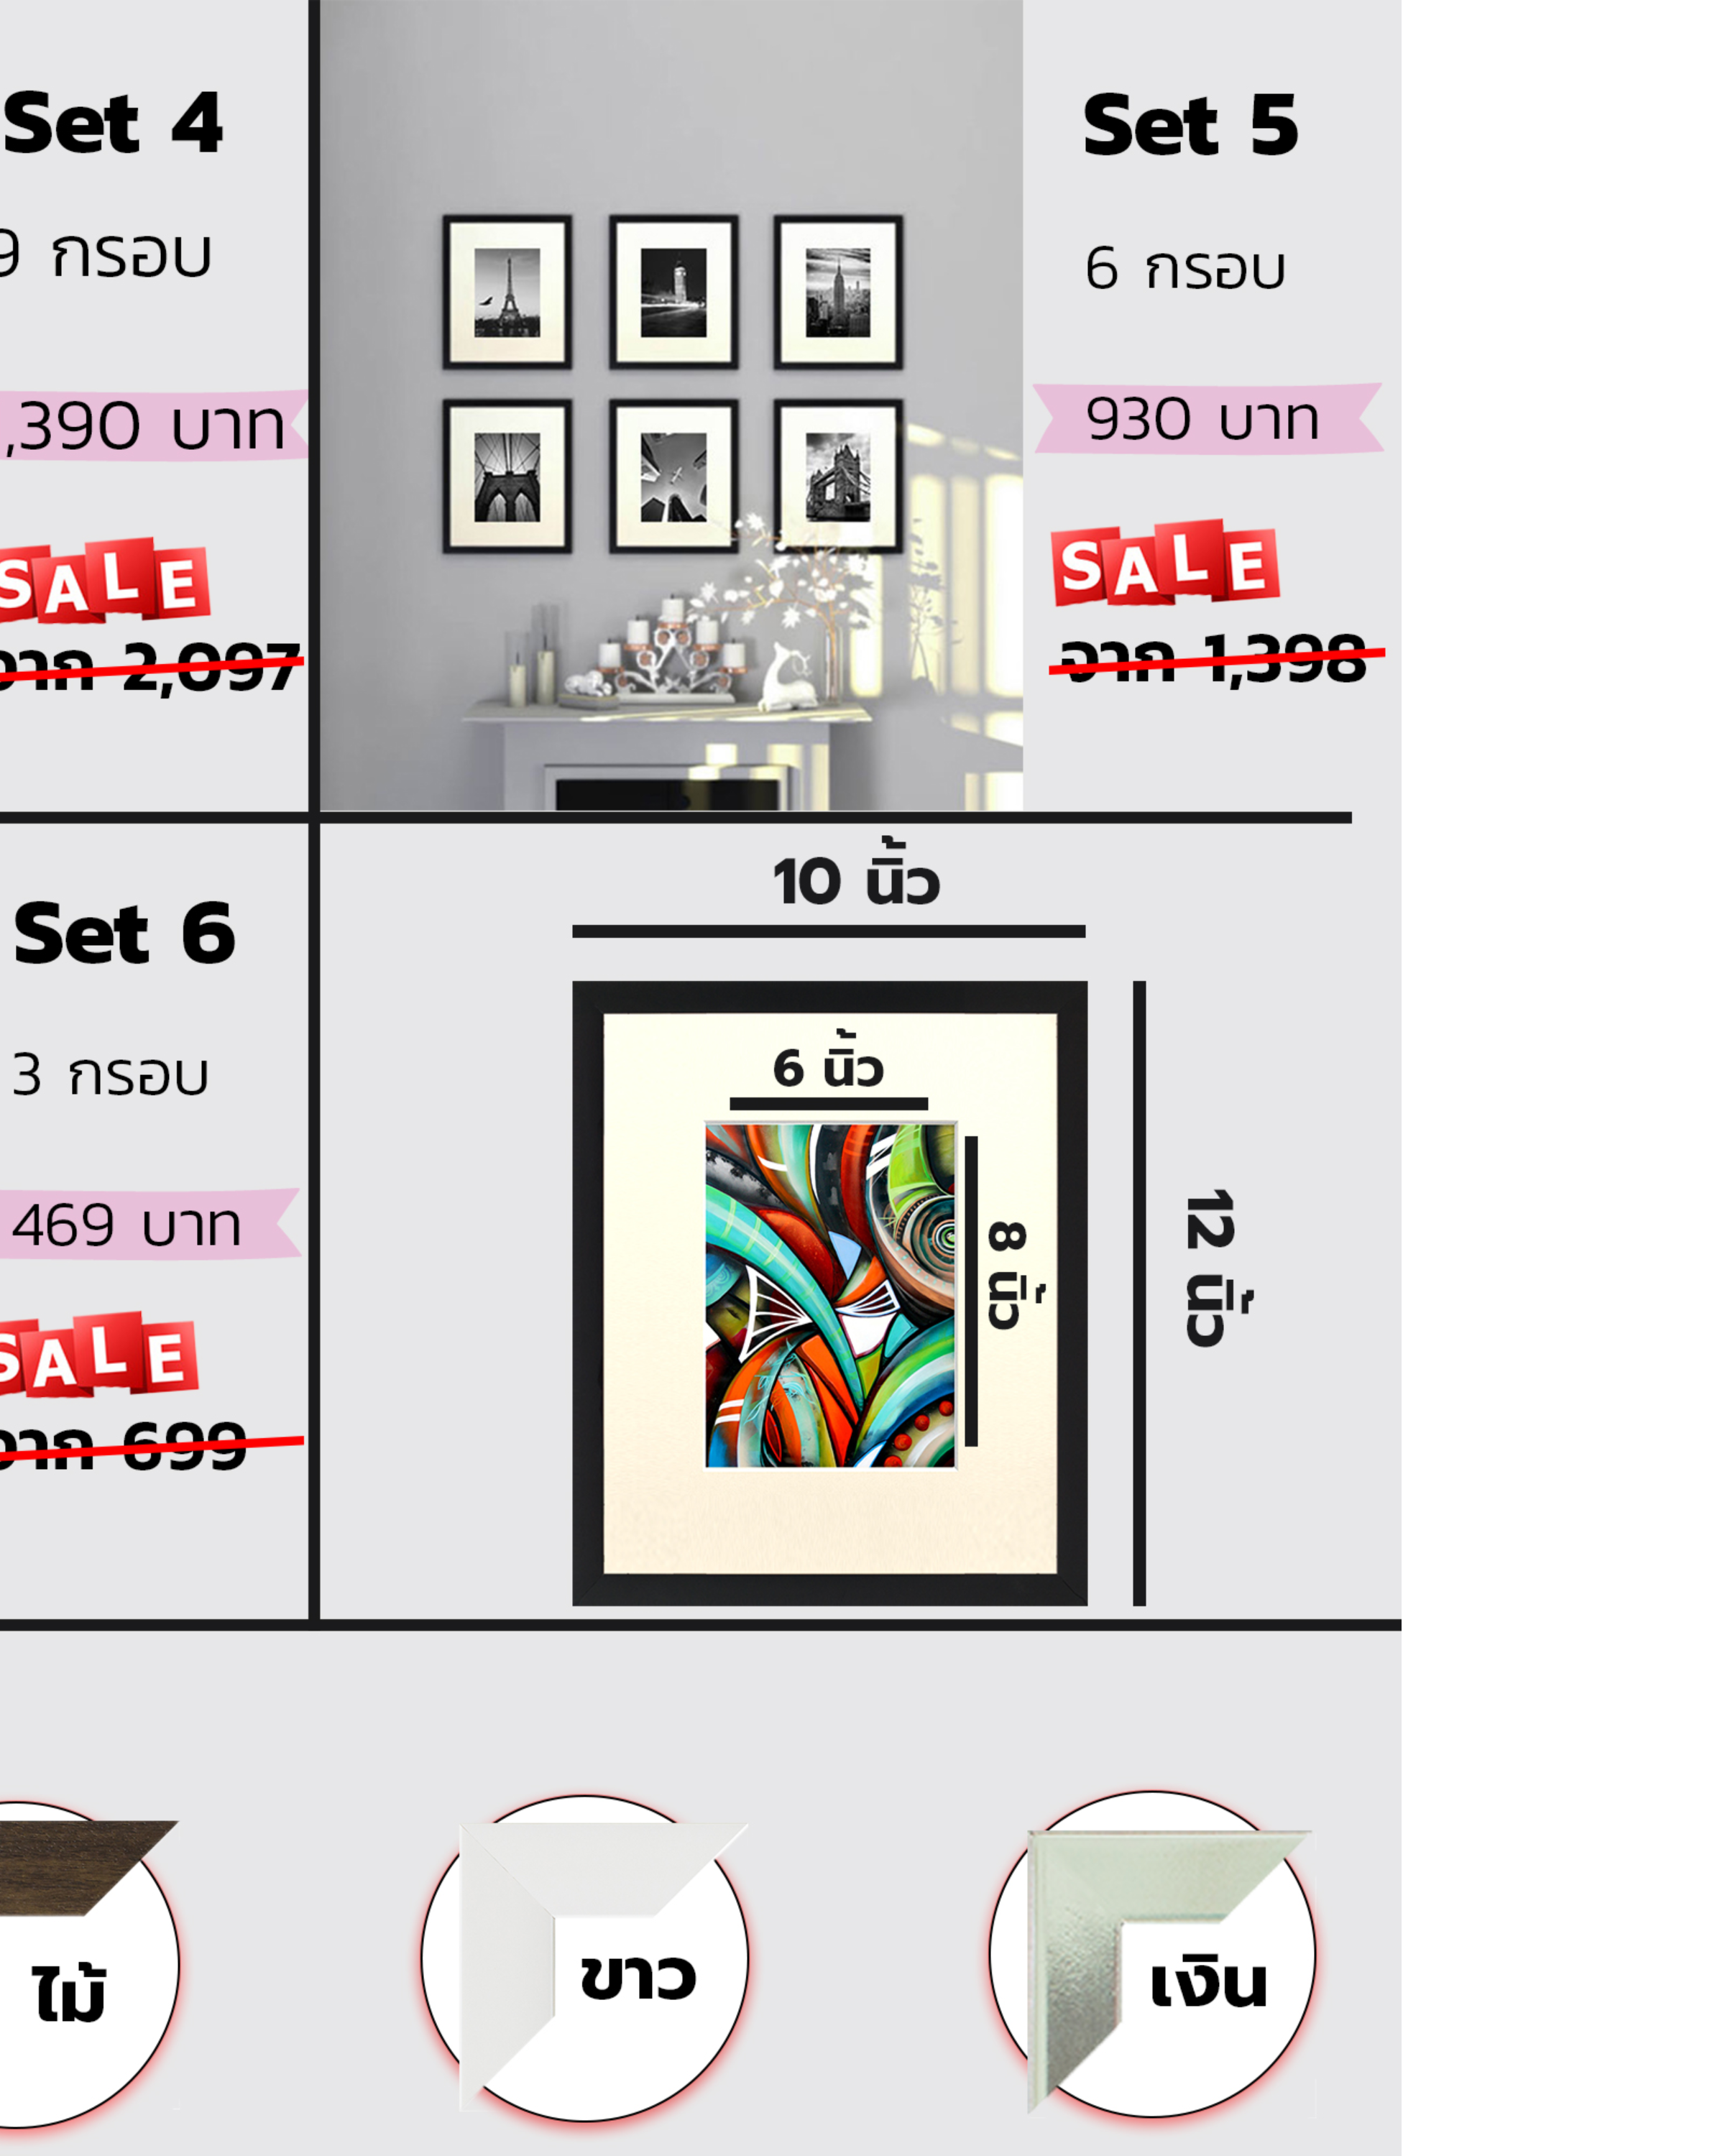 Set 4
9 กรอบ
,390 บาท
SALE
จาก 2,097
Set 5
6 กรอบ
930 บาท
SALE
จาก 1,398
Set 6
3 กรอบ
469 บาท
SALE
จาก 699
10 นิ้ว
6 นิ้ว
8 นิ้ว
12 นิ้ว
ไม้
ขาว
เงิน